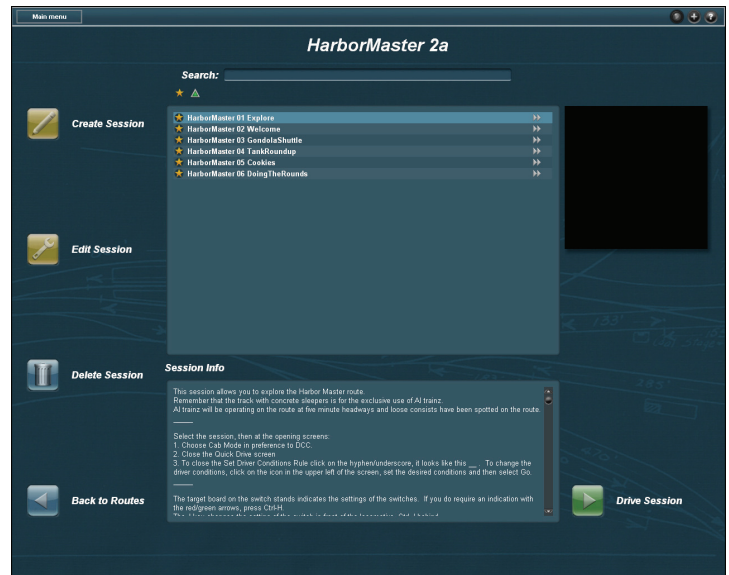 Main menu
HarborMaster 2a
Search:
Create Session
HarborMaster 01 Explore
HarborMaster 02 Welcome
HarborMaster 03 GondolaShuttle
HarborMaster 04 TankRoundup
HarborMaster 05 Cookies
HarborMaster 06 DoingTheRounds
Edit Session
Delete Session
Session Info
This session allows you to explore the Harbor Master route.
Remember that the track with concrete sleepers is for the exclusive use of AI trainz.
AI trainz will be operating on the route at five minute headways and loose consists have been spotted on the route.
Select the session, then at the opening screens:
1. Choose Cab Mode in preference to DCC.
2. Close the Quick Drive screen
3. To close the Set Driver Conditions Rule click on the hyphen/underscore, it looks like this __ . To change the
driver conditions, click on the icon in the upper left of the screen, set the desired conditions and then select Go.
The target board on the switch stands indicates the settings of the switches. If you do require an indication with
the red/green arrows, press Ctrl-H.
Back to Routes
Drive Session